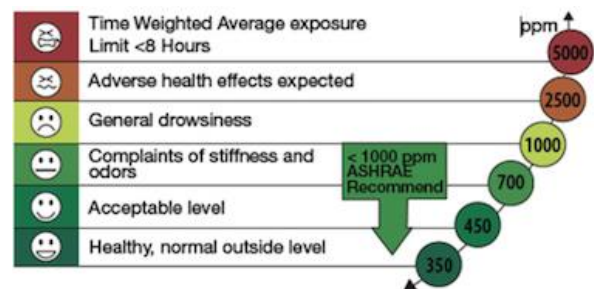 Time Weighted Average exposure
Limit <8 Hours
ppm
5000
Adverse health effects expected
2500
General drowsiness
1000
Complaints of stiffness and
odors
< 1000 ppm
ASHRAE
Recommend
700
Acceptable level
450
Healthy, normal outside level
350